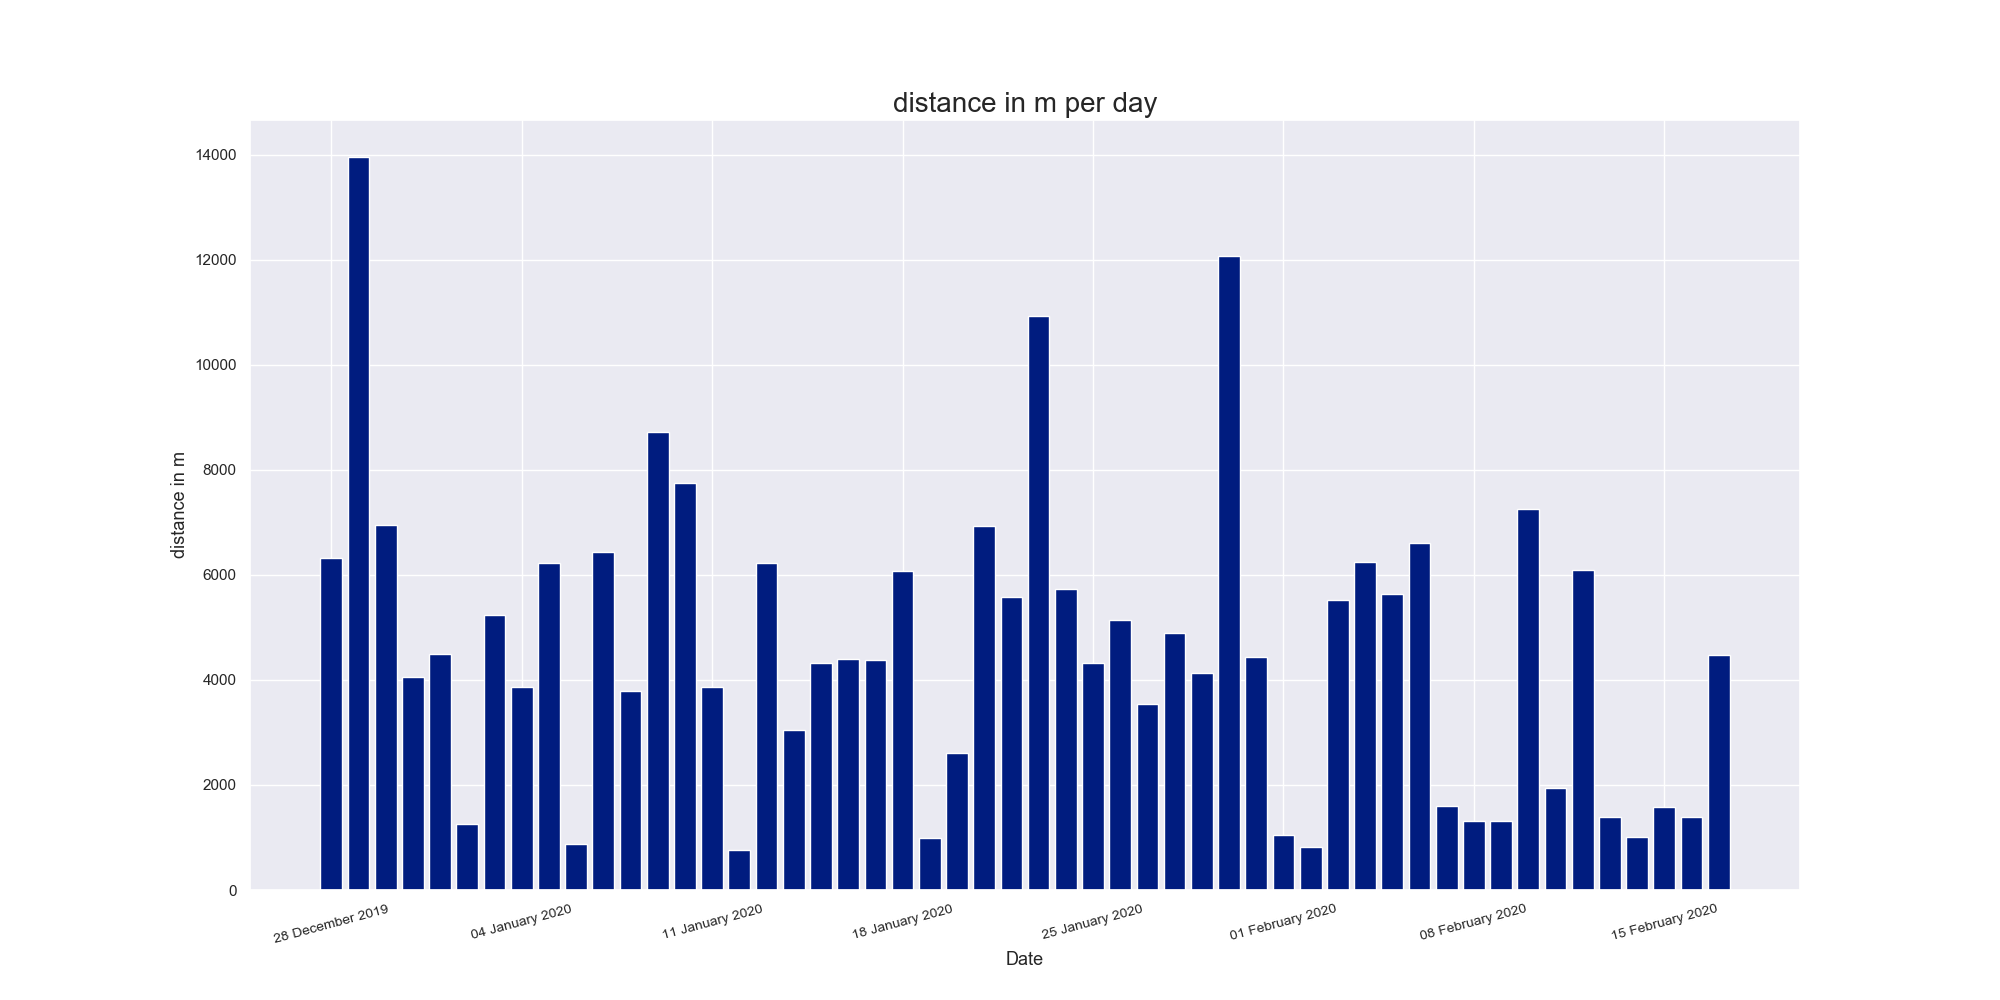 distance in m per day
14000
12000
10000
8000
6000
4000
2000
0
distance in m
28 December 2019
04 January 2020
11 January 2020
18 January 2020
25 January 2020
01 February 2020
08 February 2020
15 February 2020
Date